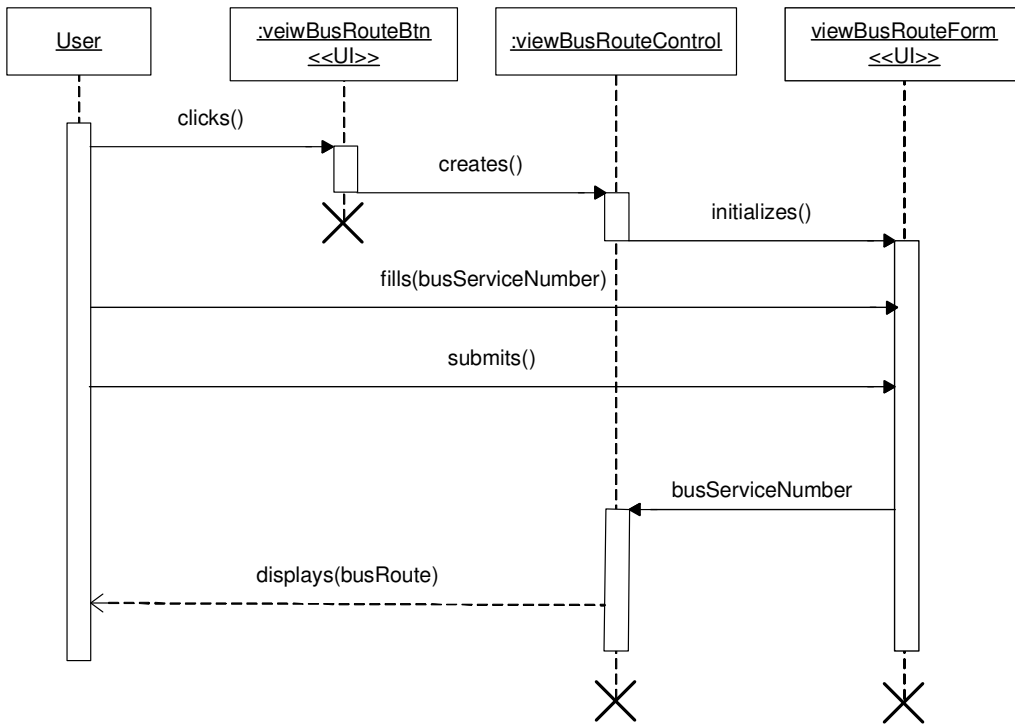 User
:veiwBusRouteBtn
<<UI>>
:viewBusRouteControl
viewBusRouteForm
<<UI>>
clicks()
creates()
initializes()
fills(busServiceNumber)
submits()
busServiceNumber
displays(busRoute)